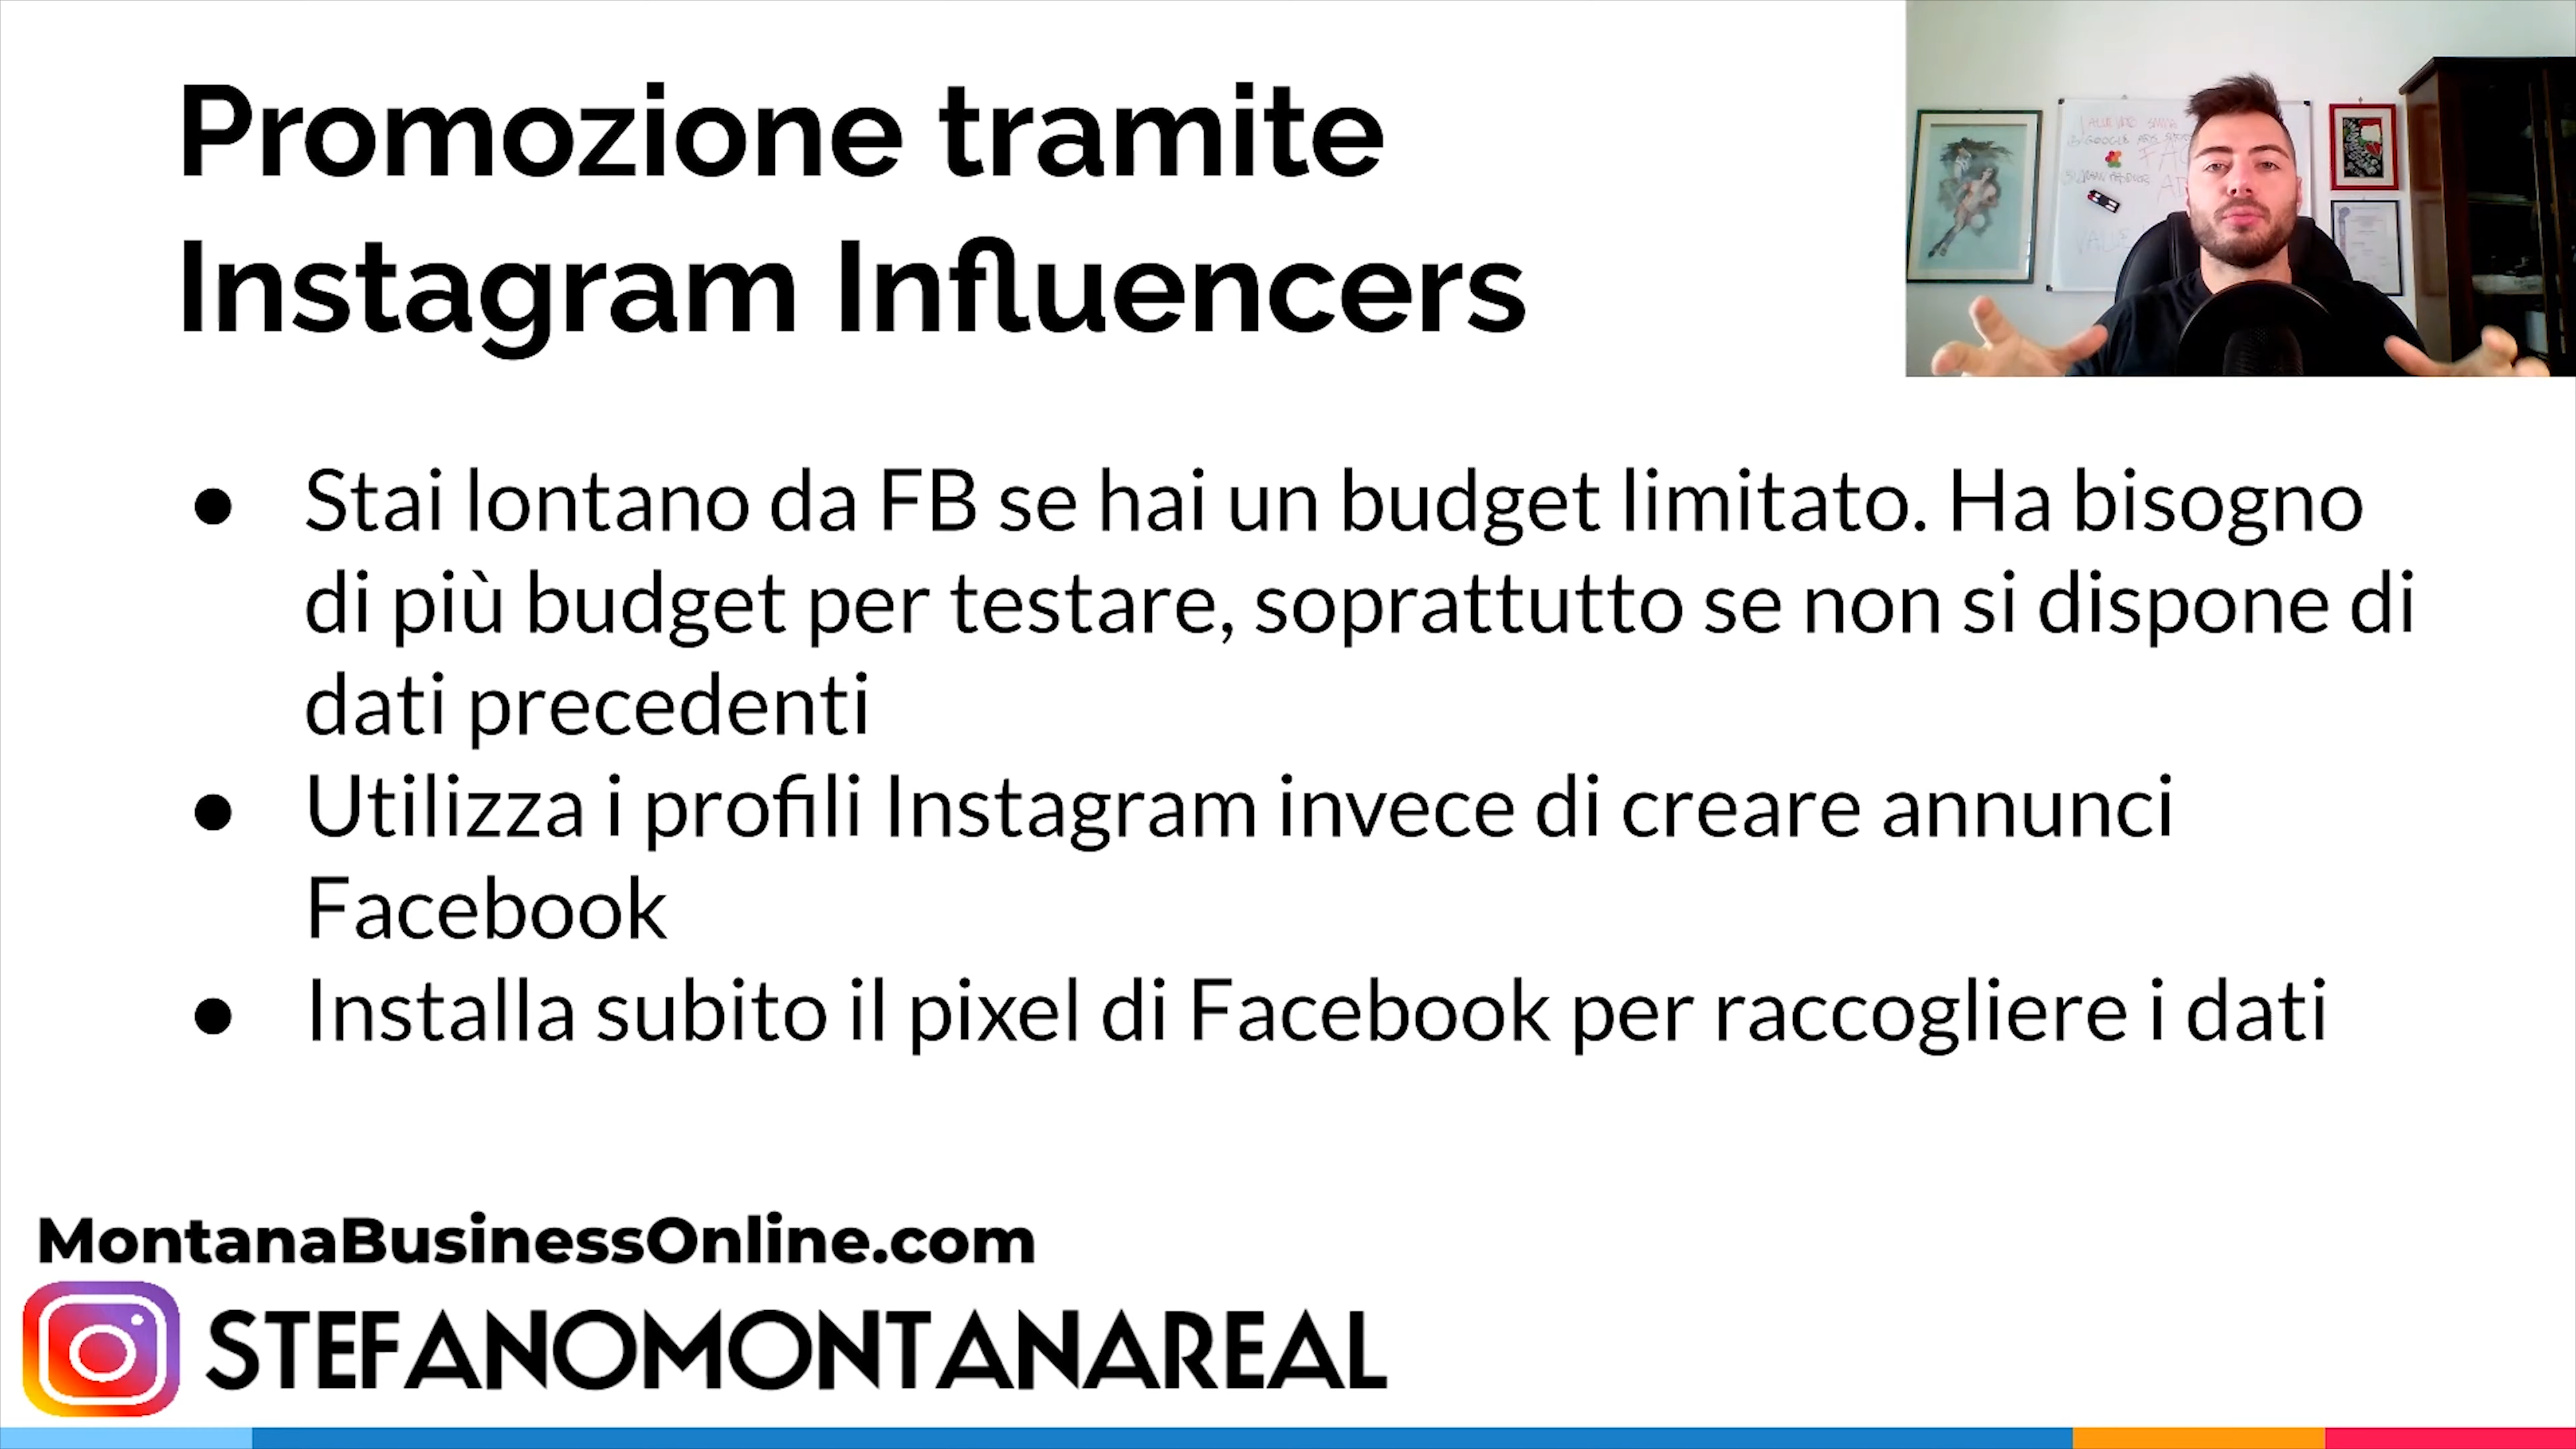 Promozione tramite
Instagram Influencers
● Stai lontano da FB se hai un budget limitato. Ha bisogno
di più budget per testare, soprattutto se non si dispone di
dati precedenti
● Utilizza i profili Instagram invece di creare annunci
Facebook
● Installa subito il pixel di Facebook per raccogliere i dati
MontanaBusinessOnline.com
STEFANOMONTANAREAL